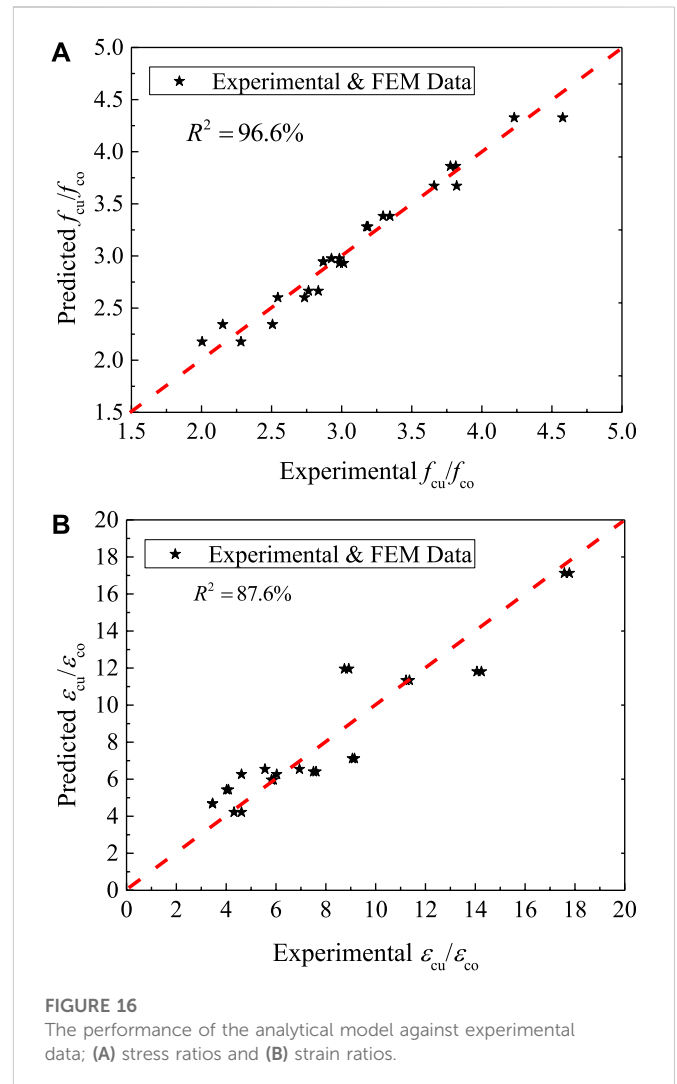 A
5.0
4.5
4.0
3.5
3.0
2.5
2.0
1.5
★ Experimental & FEM Data
R² = 96.6%
Predicted f_cu/f_co
1.5 2.0 2.5 3.0 3.5 4.0 4.5 5.0
Experimental f_cu/f_co
B
20
18
16
14
12
10
8
6
4
2
0
★ Experimental & FEM Data
R² = 87.6%
Predicted ε_cu/ε_co
0 2 4 6 8 10 12 14 16 18 20
Experimental ε_cu/ε_co
FIGURE 16
The performance of the analytical model against experimental
data; (A) stress ratios and (B) strain ratios.